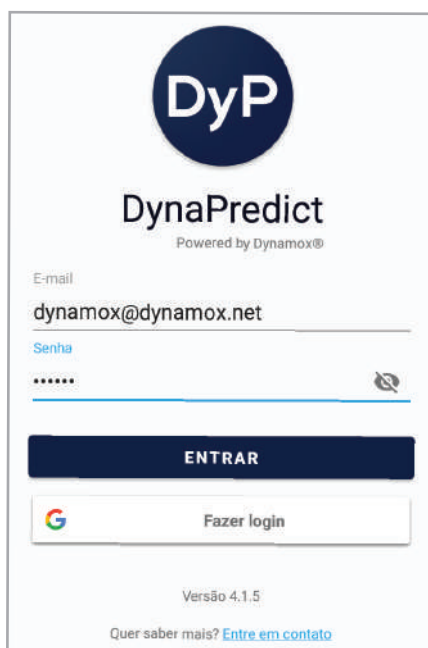 DyP
DynaPredict
Powered by Dynamox®
E-mail
dynamox@dynamox.net
Senha
••••••
ENTRAR
G Fazer login
Versão 4.1.5
Quer saber mais? Entre em contato